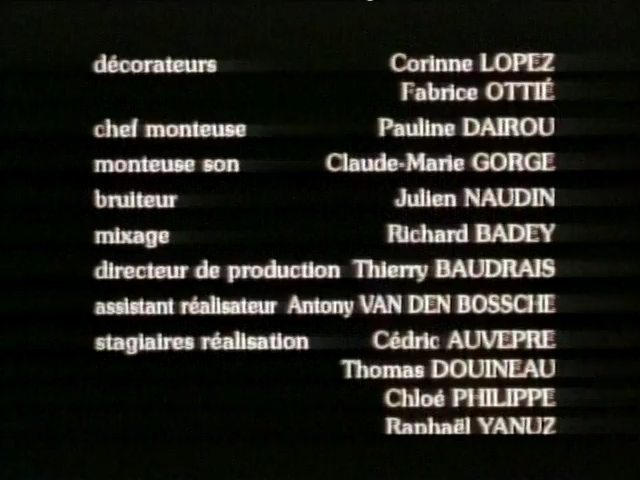 décorateurs Corinne LOPEZ
Fabrice OTTIÉ
chef monteuse Pauline DAIROU
monteuse son Claude-Marie GORGE
bruiteur Julien NAUDIN
mixage Richard BADEY
directeur de production Thierry BAUDRAIS
assistant réalisateur Antony VAN DEN BOSSCHE
stagiaires réalisation Cédric AUVEPRE
Thomas DOUINEAU
Chloé PHILIPPE
Raphaël YANUZ